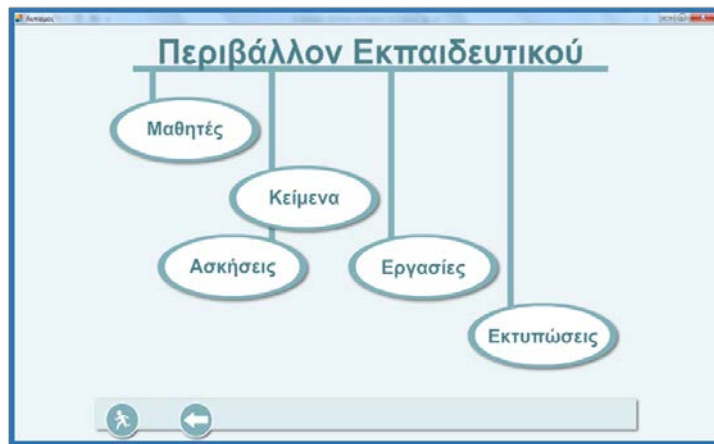 Περιβάλλον Εκπαιδευτικού
Μαθητές
Κείμενα
Ασκήσεις
Εργασίες
Εκτυπώσεις